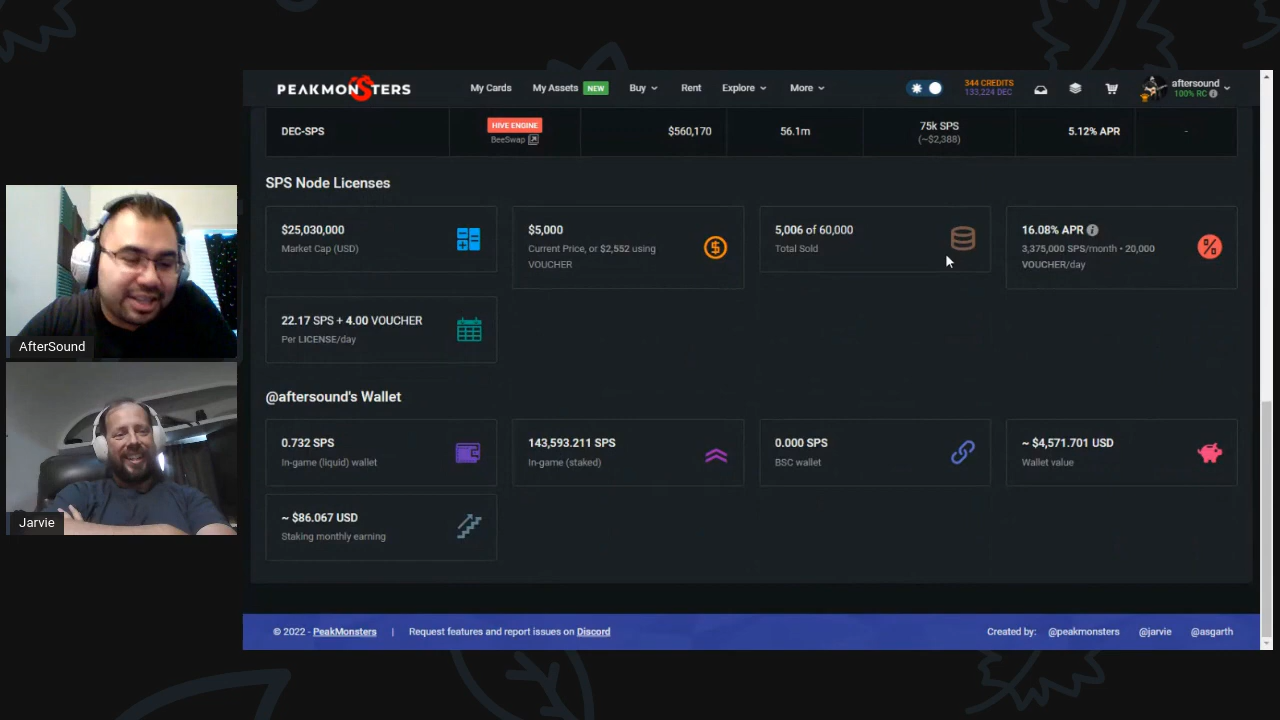 PEAKMONSTERS
My Cards
My Assets NEW
Buy
Rent
Explore
More
344 CREDITS
133,224 DEC
aftersound
100% RC
DEC-SPS
HIVE ENGINE
BeeSwap
$560,170
56.1m
75k SPS
(~$2,388)
5.12% APR
-
SPS Node Licenses
$25,030,000
Market Cap (USD)
$5,000
Current Price, or $2,552 using
VOUCHER
5,006 of 60,000
Total Sold
16.08% APR
3,375,000 SPS/month • 20,000
VOUCHER/day
22.17 SPS + 4.00 VOUCHER
Per LICENSE/day
@aftersound's Wallet
0.732 SPS
In-game (liquid) wallet
143,593.211 SPS
In-game (staked)
0.000 SPS
BSC wallet
~ $4,571.701 USD
Wallet value
~ $86.067 USD
Staking monthly earning
© 2022 - PeakMonsters | Request features and report issues on Discord
Created by: @peakmonsters @jarvie @asgarth
AfterSound
Jarvie